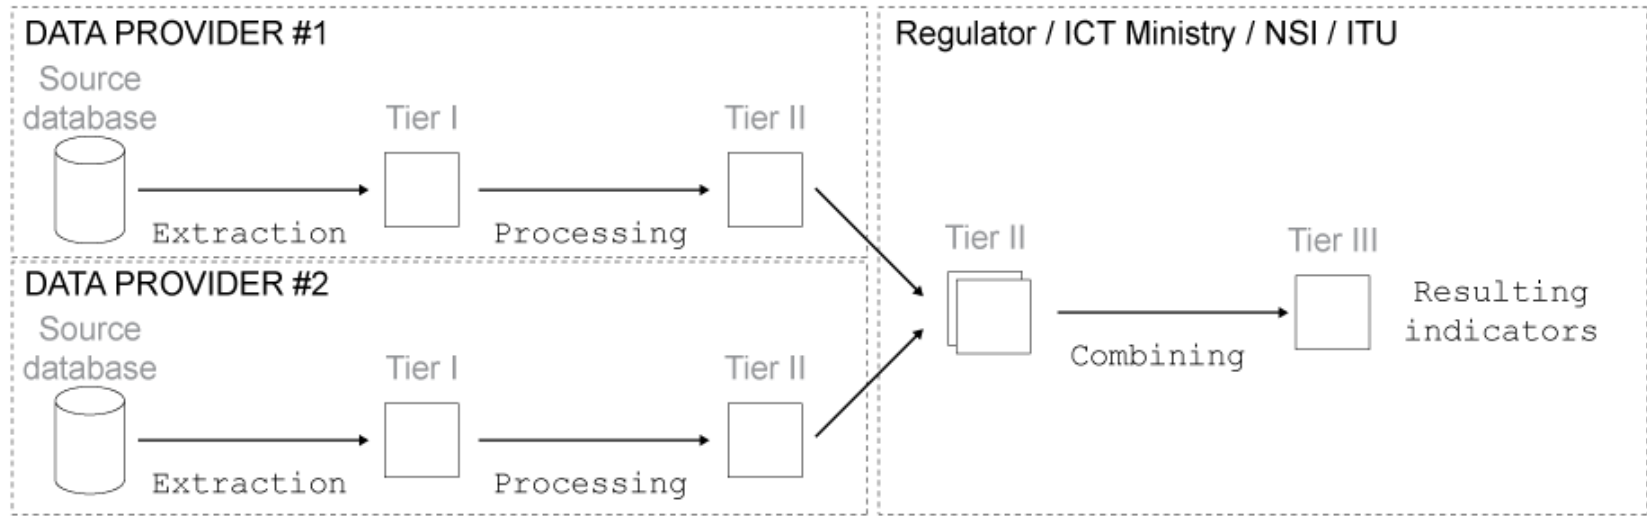 DATA PROVIDER #1
Source
database
Tier I
Tier II
Extraction
Processing
DATA PROVIDER #2
Source
database
Tier I
Tier II
Extraction
Processing
Regulator / ICT Ministry / NSI / ITU
Tier II
Tier III
Combining
Resulting
indicators